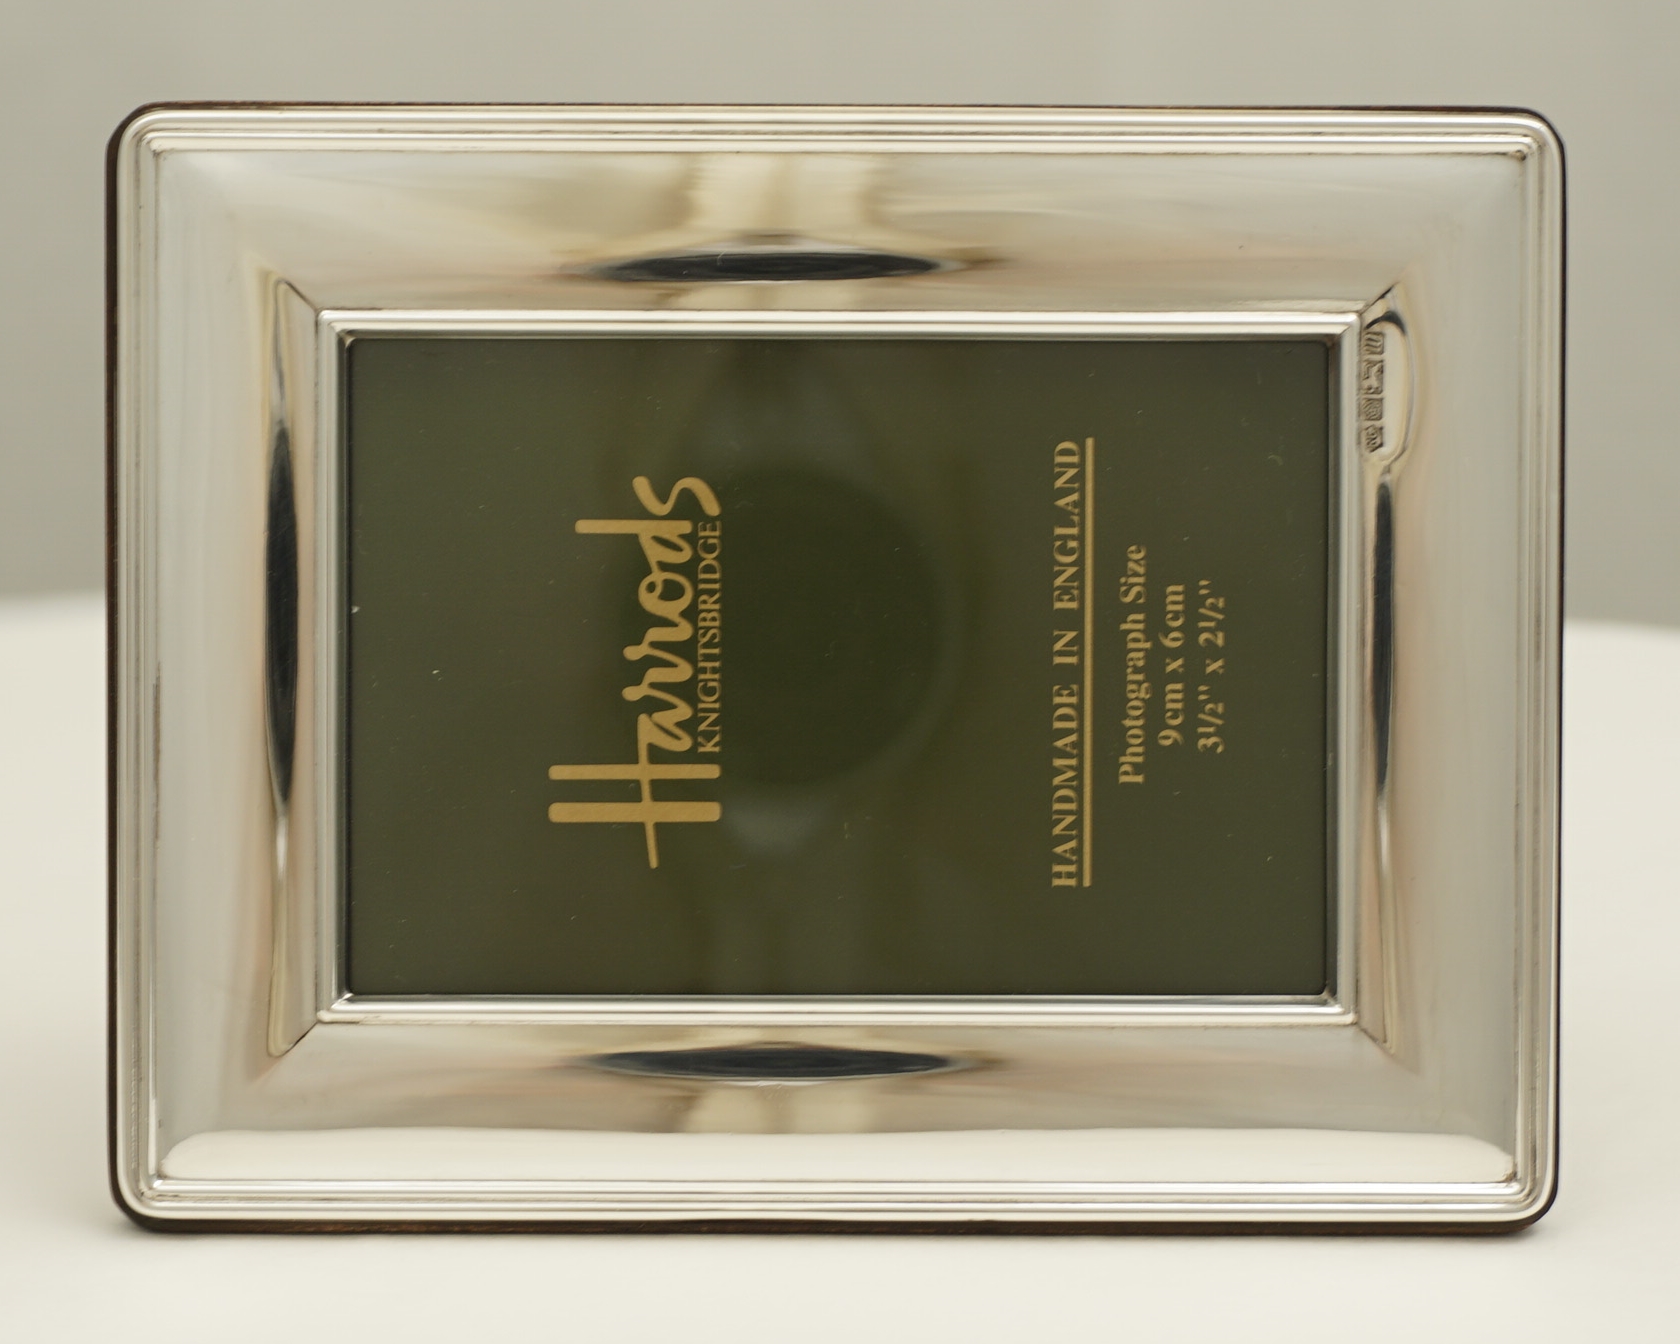 Harrods
KNIGHTSBRIDGE
HANDMADE IN ENGLAND
Photograph Size
9cm x 6cm
3½" x 2½"